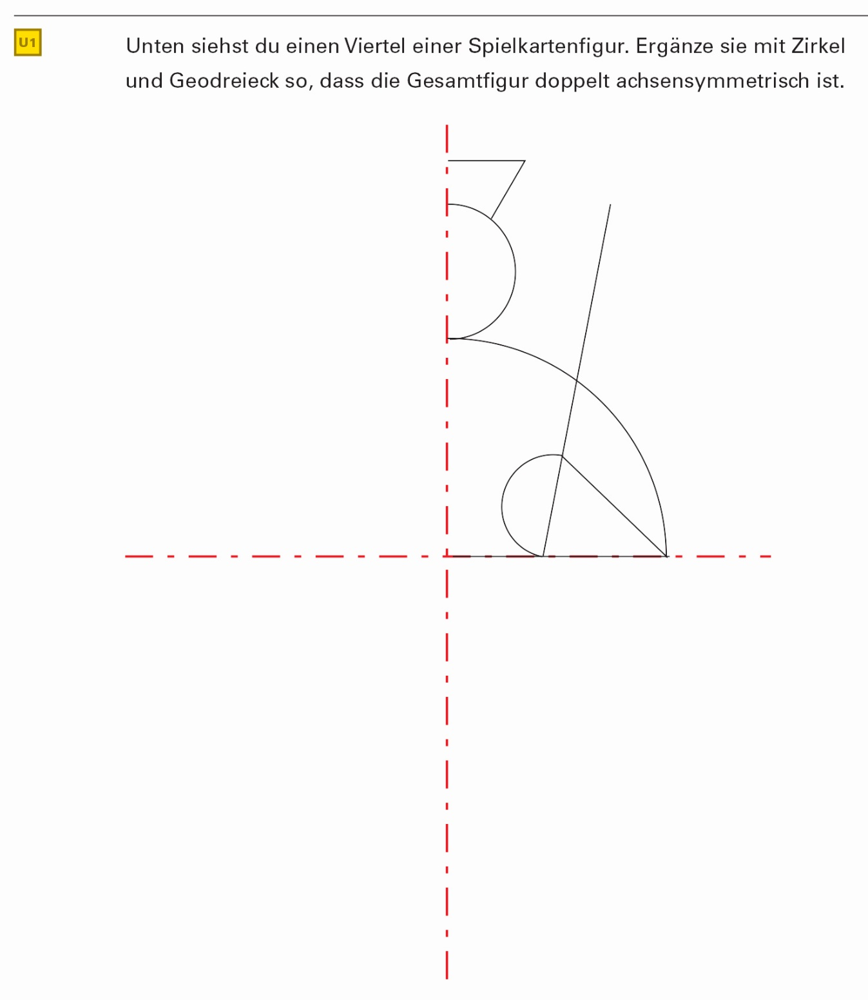 U1
Unten siehst du einen Viertel einer Spielkartenfigur. Ergänze sie mit Zirkel
und Geodreieck so, dass die Gesamtfigur doppelt achsensymmetrisch ist.